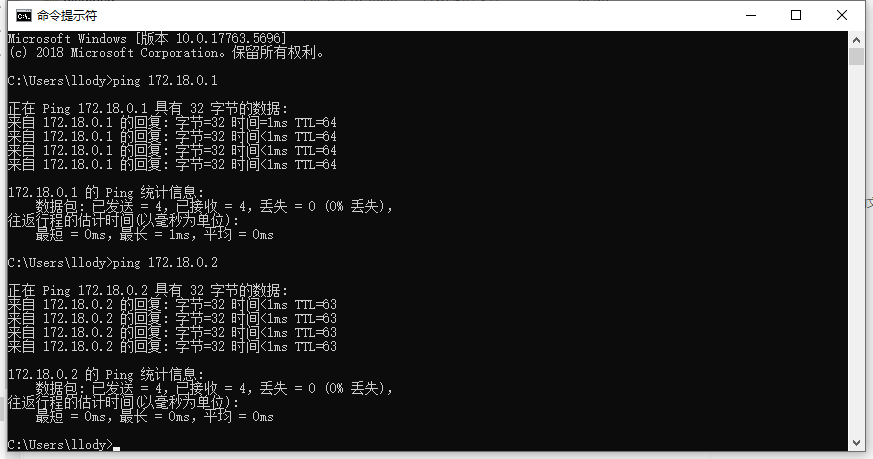 命令提示符
Microsoft Windows [版本 10.0.17763.5696]
(c) 2018 Microsoft Corporation。保留所有权利。
C:\Users\llody>ping 172.18.0.1
正在 Ping 172.18.0.1 具有 32 字节的数据:
来自 172.18.0.1 的回复: 字节=32 时间=1ms TTL=64
来自 172.18.0.1 的回复: 字节=32 时间<1ms TTL=64
来自 172.18.0.1 的回复: 字节=32 时间<1ms TTL=64
来自 172.18.0.1 的回复: 字节=32 时间<1ms TTL=64
172.18.0.1 的 Ping 统计信息:
数据包: 已发送 = 4，已接收 = 4，丢失 = 0 (0% 丢失)，
往返行程的估计时间(以毫秒为单位):
最短 = 0ms，最长 = 1ms，平均 = 0ms
C:\Users\llody>ping 172.18.0.2
正在 Ping 172.18.0.2 具有 32 字节的数据:
来自 172.18.0.2 的回复: 字节=32 时间<1ms TTL=63
来自 172.18.0.2 的回复: 字节=32 时间<1ms TTL=63
来自 172.18.0.2 的回复: 字节=32 时间<1ms TTL=63
来自 172.18.0.2 的回复: 字节=32 时间<1ms TTL=63
172.18.0.2 的 Ping 统计信息:
数据包: 已发送 = 4，已接收 = 4，丢失 = 0 (0% 丢失)，
往返行程的估计时间(以毫秒为单位):
最短 = 0ms，最长 = 0ms，平均 = 0ms
C:\Users\llody>